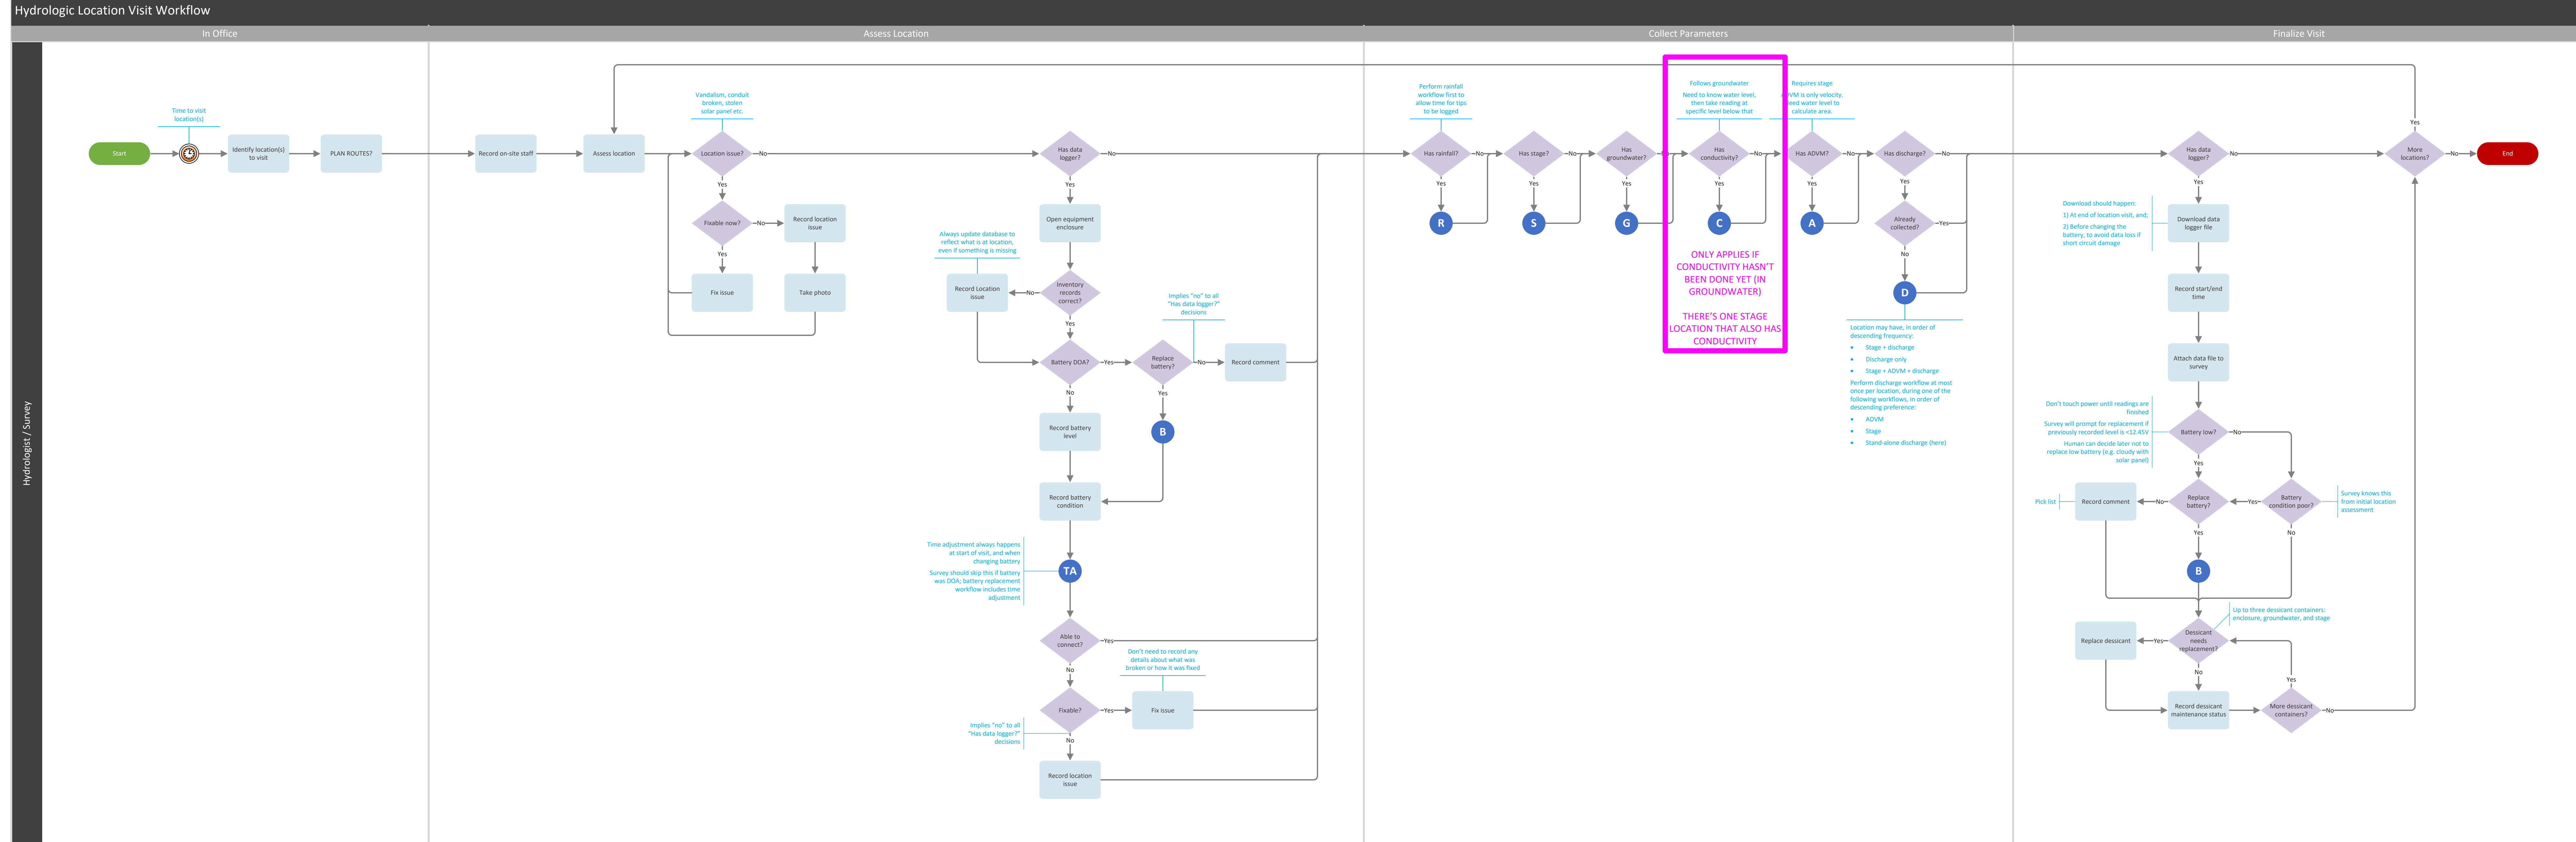 Hydrologic Location Visit Workflow
In Office
Assess Location
Collect Parameters
Finalize Visit
Hydrologist / Survey
Start
Time to visit
location(s)
Identify location(s)
to visit
PLAN ROUTES?
Record on-site staff
Assess location
Vandalism, conduit
broken, stolen
solar panel etc.
Location issue?
No
Yes
Fixable now?
No
Record location
issue
Yes
Fix issue
Take photo
Has data
logger?
No
Yes
Open equipment
enclosure
Always update database to
reflect what is at location,
even if something is missing
Record Location
issue
No
Inventory
records
correct?
Yes
Implies "no" to all
"Has data logger?"
decisions
Battery DOA?
Yes
Replace
battery?
No
Record comment
No
Yes
Record battery
level
B
Record battery
condition
Time adjustment always happens
at start of visit, and when
changing battery
Survey should skip this if battery
was DOA; battery replacement
workflow includes time
adjustment
TA
Able to
connect?
Yes
No
Don't need to record any
details about what was
broken or how it was fixed
Fixable?
Yes
Fix issue
Implies "no" to all
"Has data logger?"
decisions
No
Record location
issue
Perform rainfall
workflow first to
allow time for tips
to be logged
Has rainfall?
No
Yes
R
Has stage?
No
Yes
S
Has
groundwater?
No
Yes
G
Follows groundwater
Need to know water level,
then take reading at
specific level below that
Has
conductivity?
No
Yes
C
ONLY APPLIES IF
CONDUCTIVITY HASN'T
BEEN DONE YET (IN
GROUNDWATER)
THERE'S ONE STAGE
LOCATION THAT ALSO HAS
CONDUCTIVITY
Requires stage
ADVM is only velocity.
Need water level to
calculate area.
Has ADVM?
No
Yes
A
Has discharge?
No
Yes
Already
collected?
Yes
No
D
Location may have, in order of
descending frequency:
• Stage + discharge
• Discharge only
• Stage + ADVM + discharge
Perform discharge workflow at most
once per location, during one of the
following workflows, in order of
descending preference:
• ADVM
• Stage
• Stand-alone discharge (here)
Has data
logger?
No
Yes
Download should happen:
1) At end of location visit, and;
2) Before changing the
battery, to avoid data loss if
short circuit damage
Download data
logger file
Record start/end
time
Attach data file to
survey
Don't touch power until readings are
finished
Survey will prompt for replacement if
previously recorded level is <12.45V
Human can decide later not to
replace low battery (e.g. cloudy with
solar panel)
Battery low?
No
Yes
Pick list
Record comment
No
Replace
battery?
Yes
Battery
condition poor?
Survey knows this
from initial location
assessment
Yes
No
B
Up to three dessicant containers:
enclosure, groundwater, and stage
Replace dessicant
Yes
Dessicant
needs
replacement?
No
Yes
Record dessicant
maintenance status
More dessicant
containers?
No
Yes
More
locations?
No
End